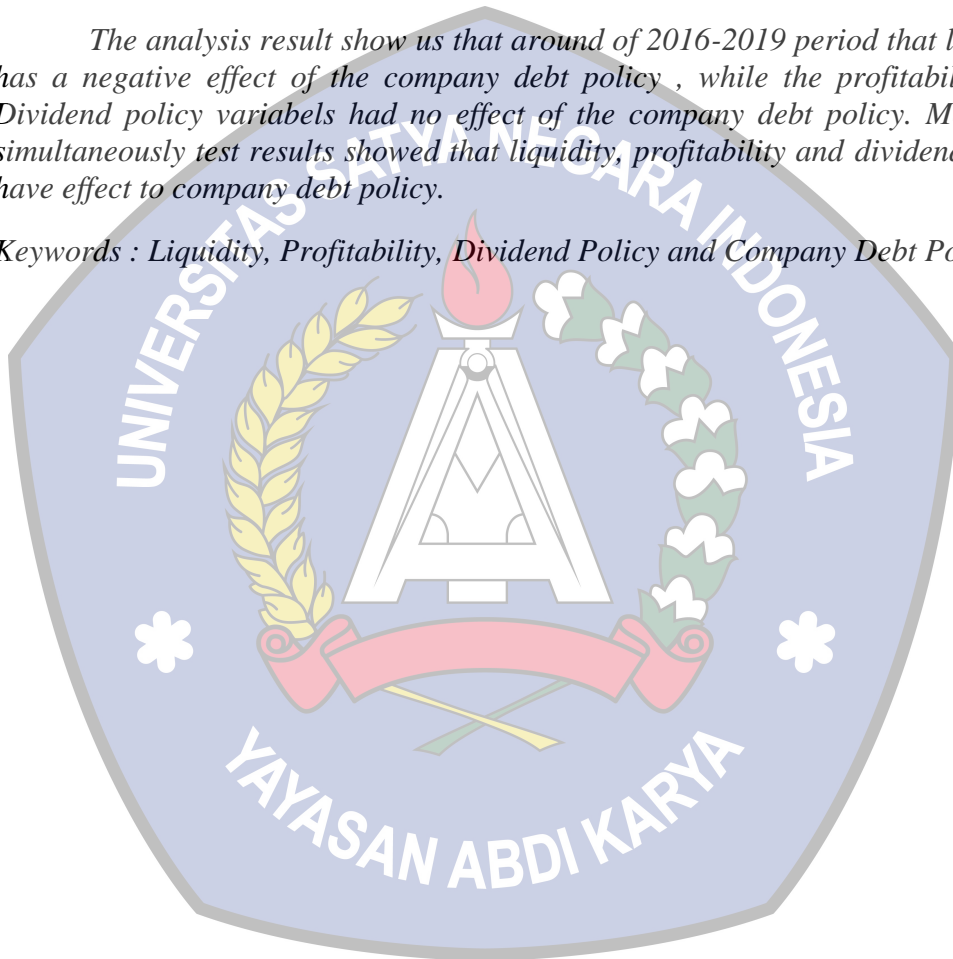 The analysis result show us that around of 2016-2019 period that
has a negative effect of the company debt policy , while the
Dividend policy variabels had no effect of the company debt policy.
simultaneously test results showed that liquidity, profitability and
have effect to company debt policy.
Keywords : Liquidity, Profitability, Dividend Policy and Company Debt
UNIVERSITAS SATYA NEGARA INDONESIA
YAYASAN ABDI KARYA